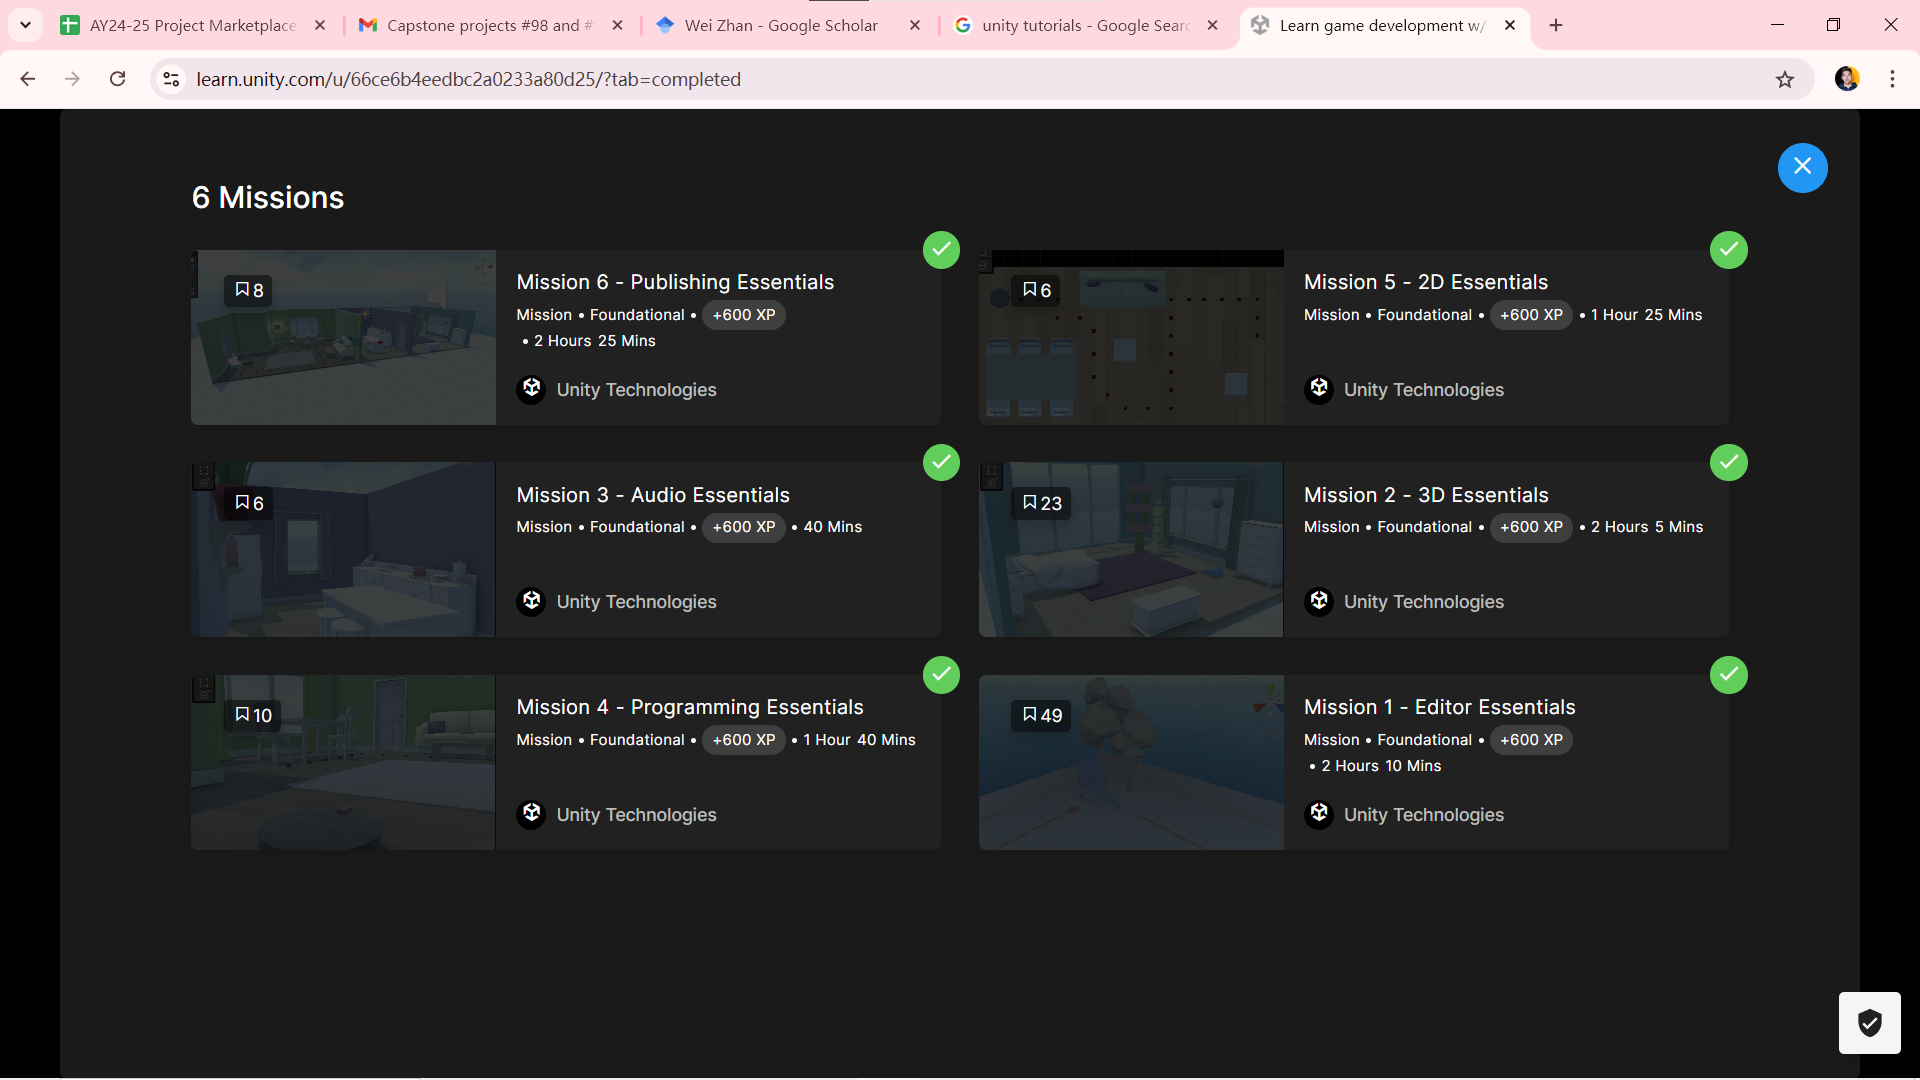 AY24-25 Project Marketplace
Capstone projects #98 and #
Wei Zhan - Google Scholar
unity tutorials - Google Searc
Learn game development w/
learn.unity.com/u/66ce6b4eedbc2a0233a80d25/?tab=completed
6 Missions
8
Mission 6 - Publishing Essentials
Mission • Foundational • +600 XP
• 2 Hours 25 Mins
Unity Technologies
6
Mission 5 - 2D Essentials
Mission • Foundational • +600 XP • 1 Hour 25 Mins
Unity Technologies
6
Mission 3 - Audio Essentials
Mission • Foundational • +600 XP • 40 Mins
Unity Technologies
23
Mission 2 - 3D Essentials
Mission • Foundational • +600 XP • 2 Hours 5 Mins
Unity Technologies
10
Mission 4 - Programming Essentials
Mission • Foundational • +600 XP • 1 Hour 40 Mins
Unity Technologies
49
Mission 1 - Editor Essentials
Mission • Foundational • +600 XP
• 2 Hours 10 Mins
Unity Technologies